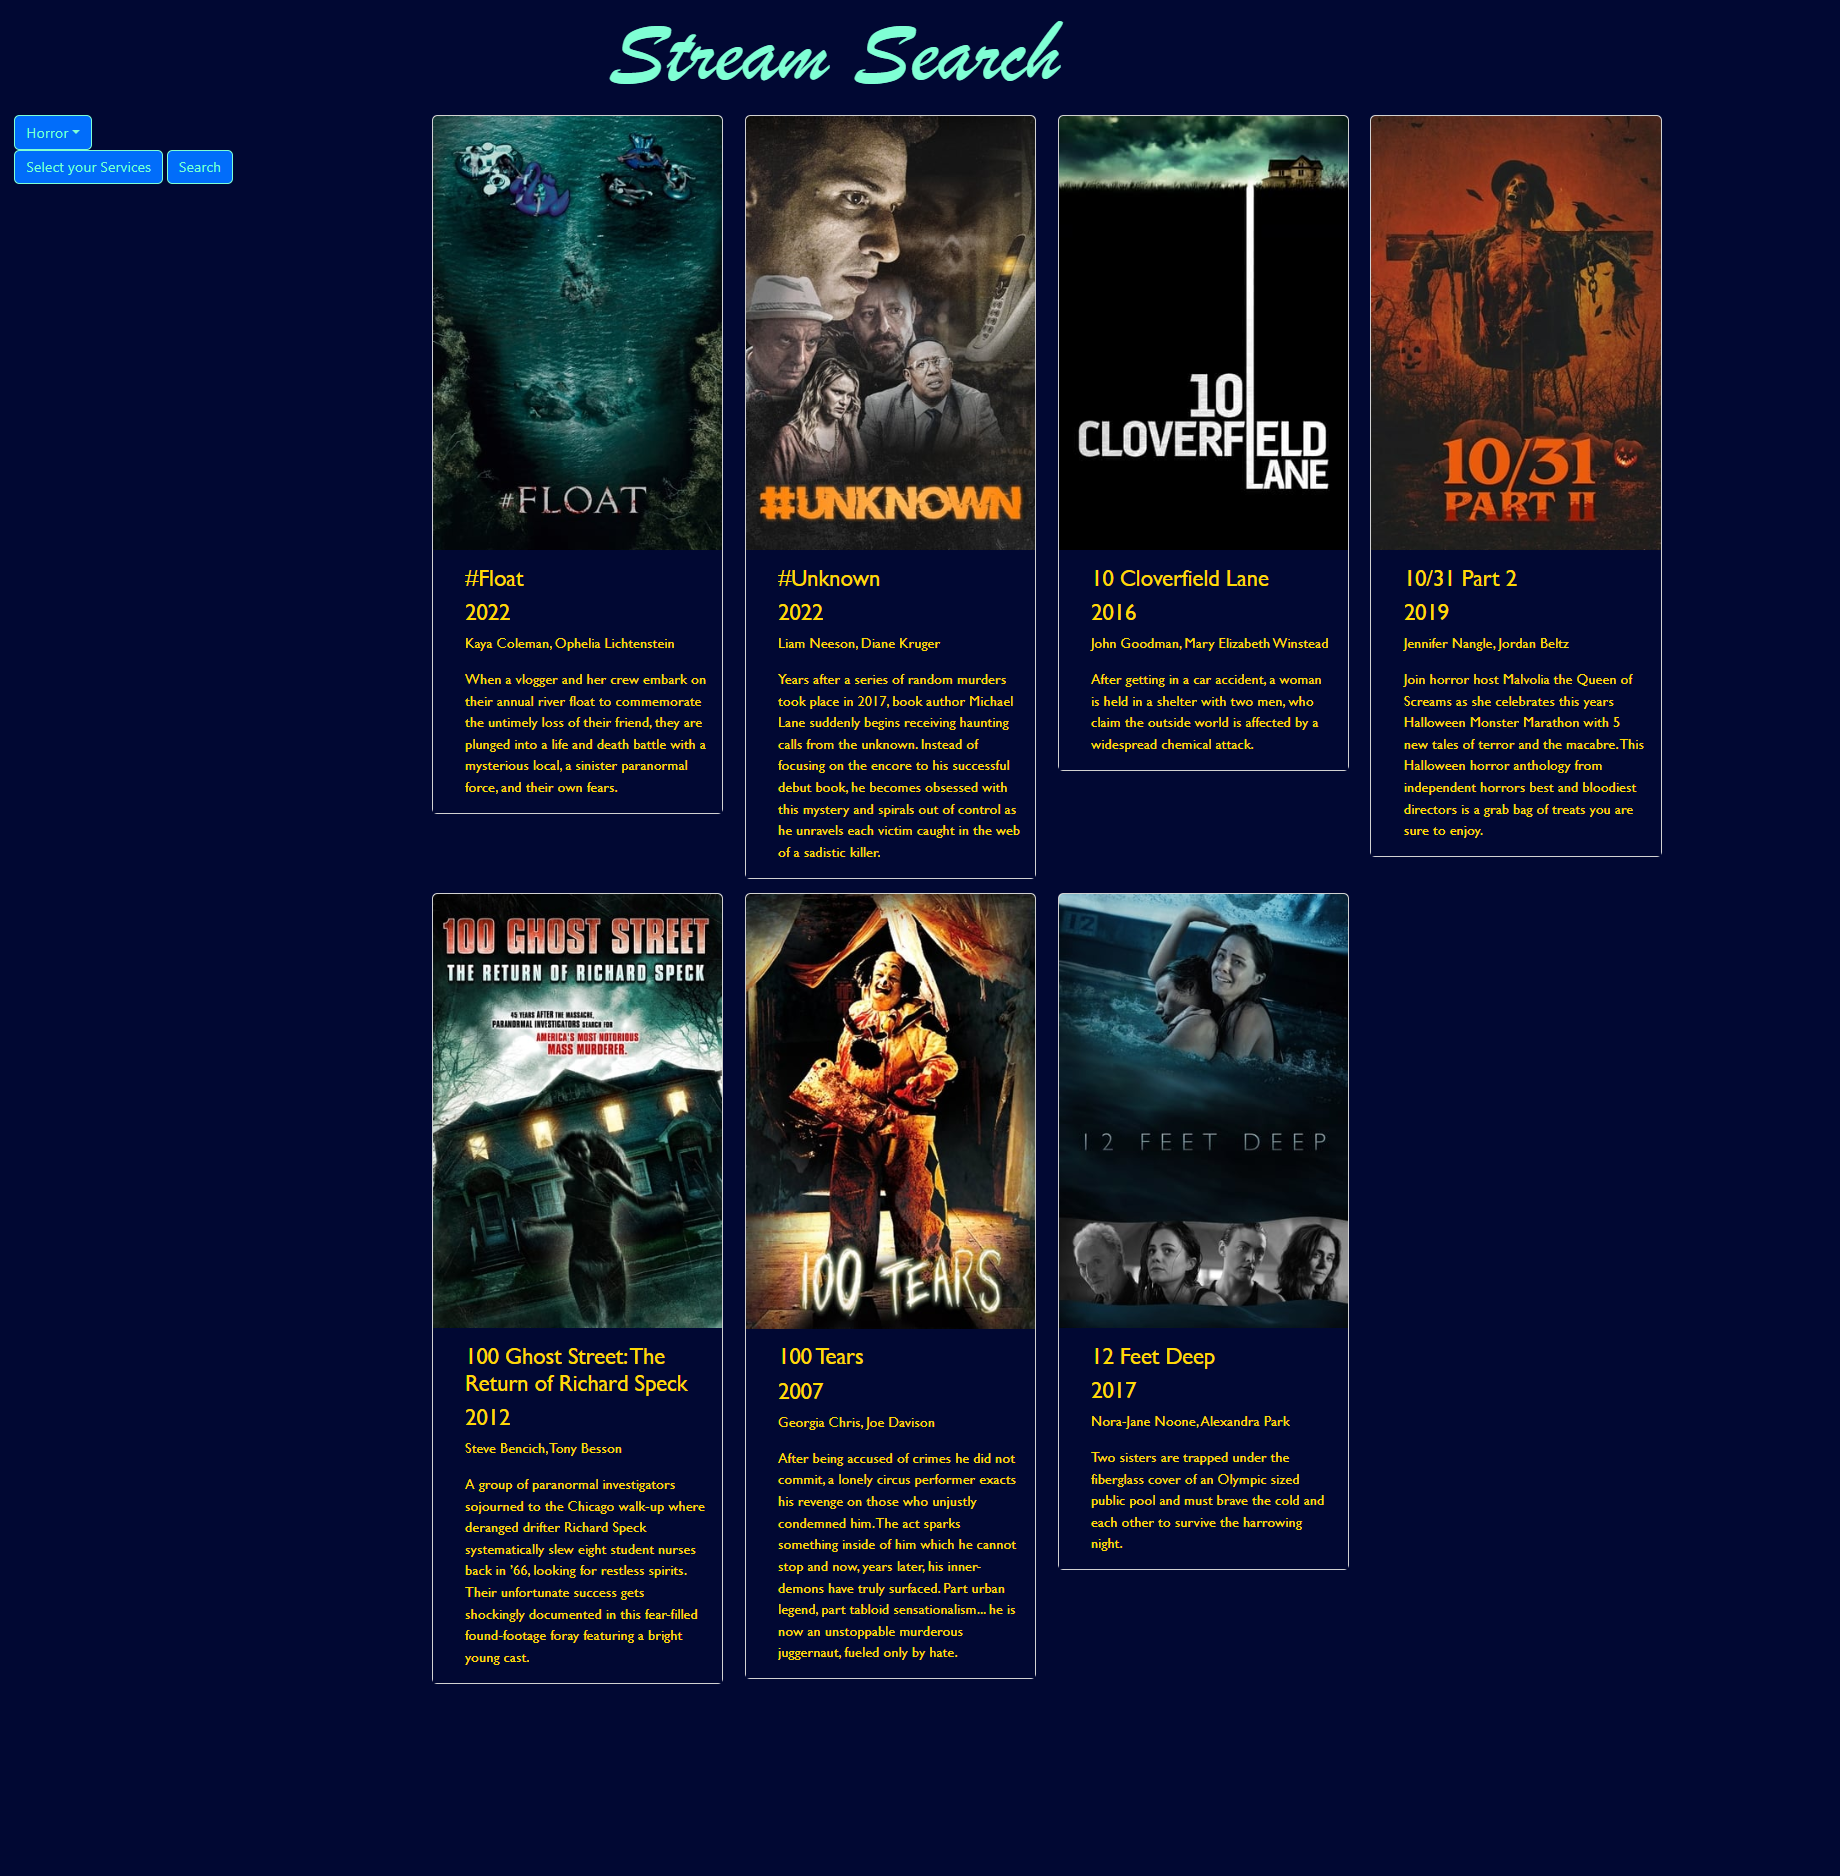 Stream Search
Horror
Select your Services
Search
#FLOAT
#Float
2022
Kaya Coleman, Ophelia Lichtenstein
When a vlogger and her crew embark on
their annual river float to commemorate
the untimely loss of their friend, they are
plunged into a life and death battle with a
mysterious local, a sinister paranormal
force, and their own fears.
#UNKNOWN
#Unknown
2022
Liam Neeson, Diane Kruger
Years after a series of random murders
took place in 2017, book author Michael
Lane suddenly begins receiving haunting
calls from the unknown. Instead of
focusing on the encore to his successful
debut book, he becomes obsessed with
this mystery and spirals out of control as
he unravels each victim caught in the web
of a sadistic killer.
10
CLOVERFIELD
LANE
10 Cloverfield Lane
2016
John Goodman, Mary Elizabeth Winstead
After getting in a car accident, a woman
is held in a shelter with two men, who
claim the outside world is affected by a
widespread chemical attack.
10/31
PART II
10/31 Part 2
2019
Jennifer Nangle, Jordan Beltz
Join horror host Malvolia the Queen of
Screams as she celebrates this years
Halloween Monster Marathon with 5
new tales of terror and the macabre. This
Halloween horror anthology from
independent horrors best and bloodiest
directors is a grab bag of treats you are
sure to enjoy.
100 GHOST STREET
THE RETURN OF RICHARD SPECK
45 YEARS AFTER THE MASSACRE,
PARANORMAL INVESTIGATORS SEARCH FOR
AMERICA'S MOST NOTORIOUS
MASS MURDERER.
100 Ghost Street: The
Return of Richard Speck
2012
Steve Bencich, Tony Besson
A group of paranormal investigators
sojourned to the Chicago walk-up where
deranged drifter Richard Speck
systematically slew eight student nurses
back in ’66, looking for restless spirits.
Their unfortunate success gets
shockingly documented in this fear-filled
found-footage foray featuring a bright
young cast.
100 TEARS
100 Tears
2007
Georgia Chris, Joe Davison
After being accused of crimes he did not
commit, a lonely circus performer exacts
his revenge on those who unjustly
condemned him. The act sparks
something inside of him which he cannot
stop and now, years later, his inner-
demons have truly surfaced. Part urban
legend, part tabloid sensationalism... he is
now an unstoppable murderous
juggernaut, fueled only by hate.
12
12 FEET DEEP
12 Feet Deep
2017
Nora-Jane Noone, Alexandra Park
Two sisters are trapped under the
fiberglass cover of an Olympic sized
public pool and must brave the cold and
each other to survive the harrowing
night.